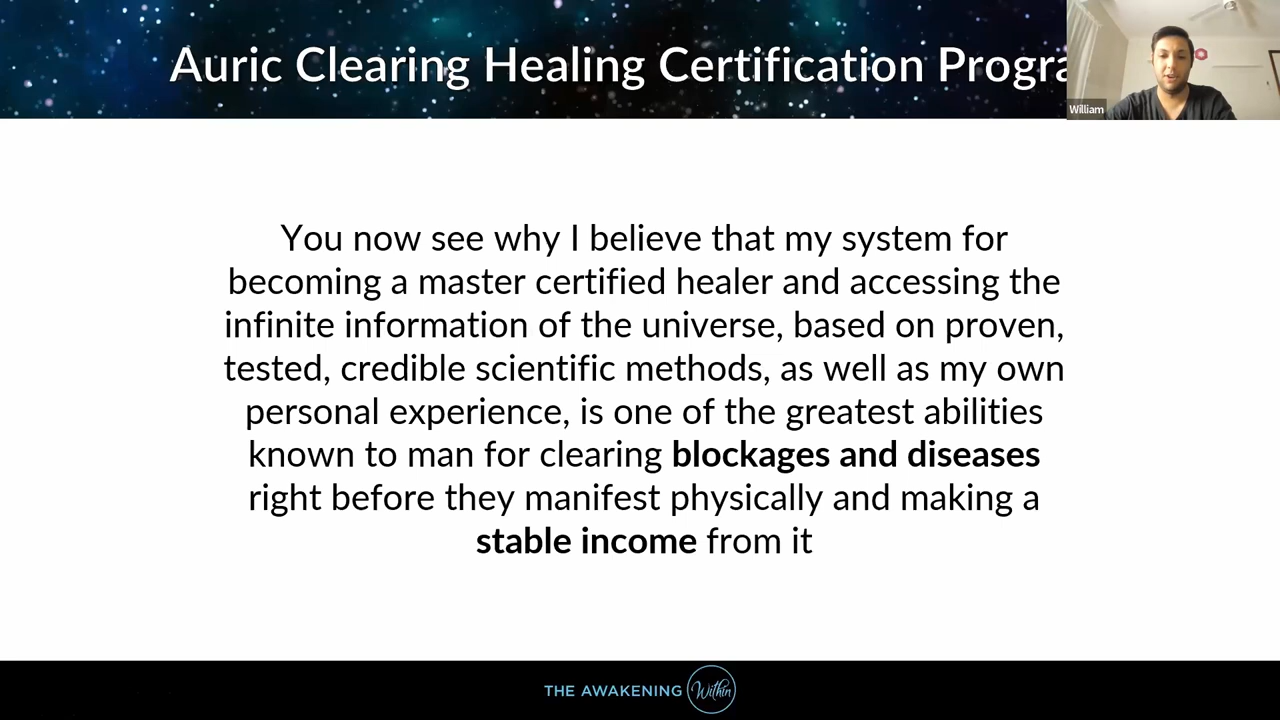 Auric Clearing Healing Certification Progra
William
You now see why I believe that my system for
becoming a master certified healer and accessing the
infinite information of the universe, based on proven,
tested, credible scientific methods, as well as my own
personal experience, is one of the greatest abilities
known to man for clearing blockages and diseases
right before they manifest physically and making a
stable income from it
THE AWAKENING Within